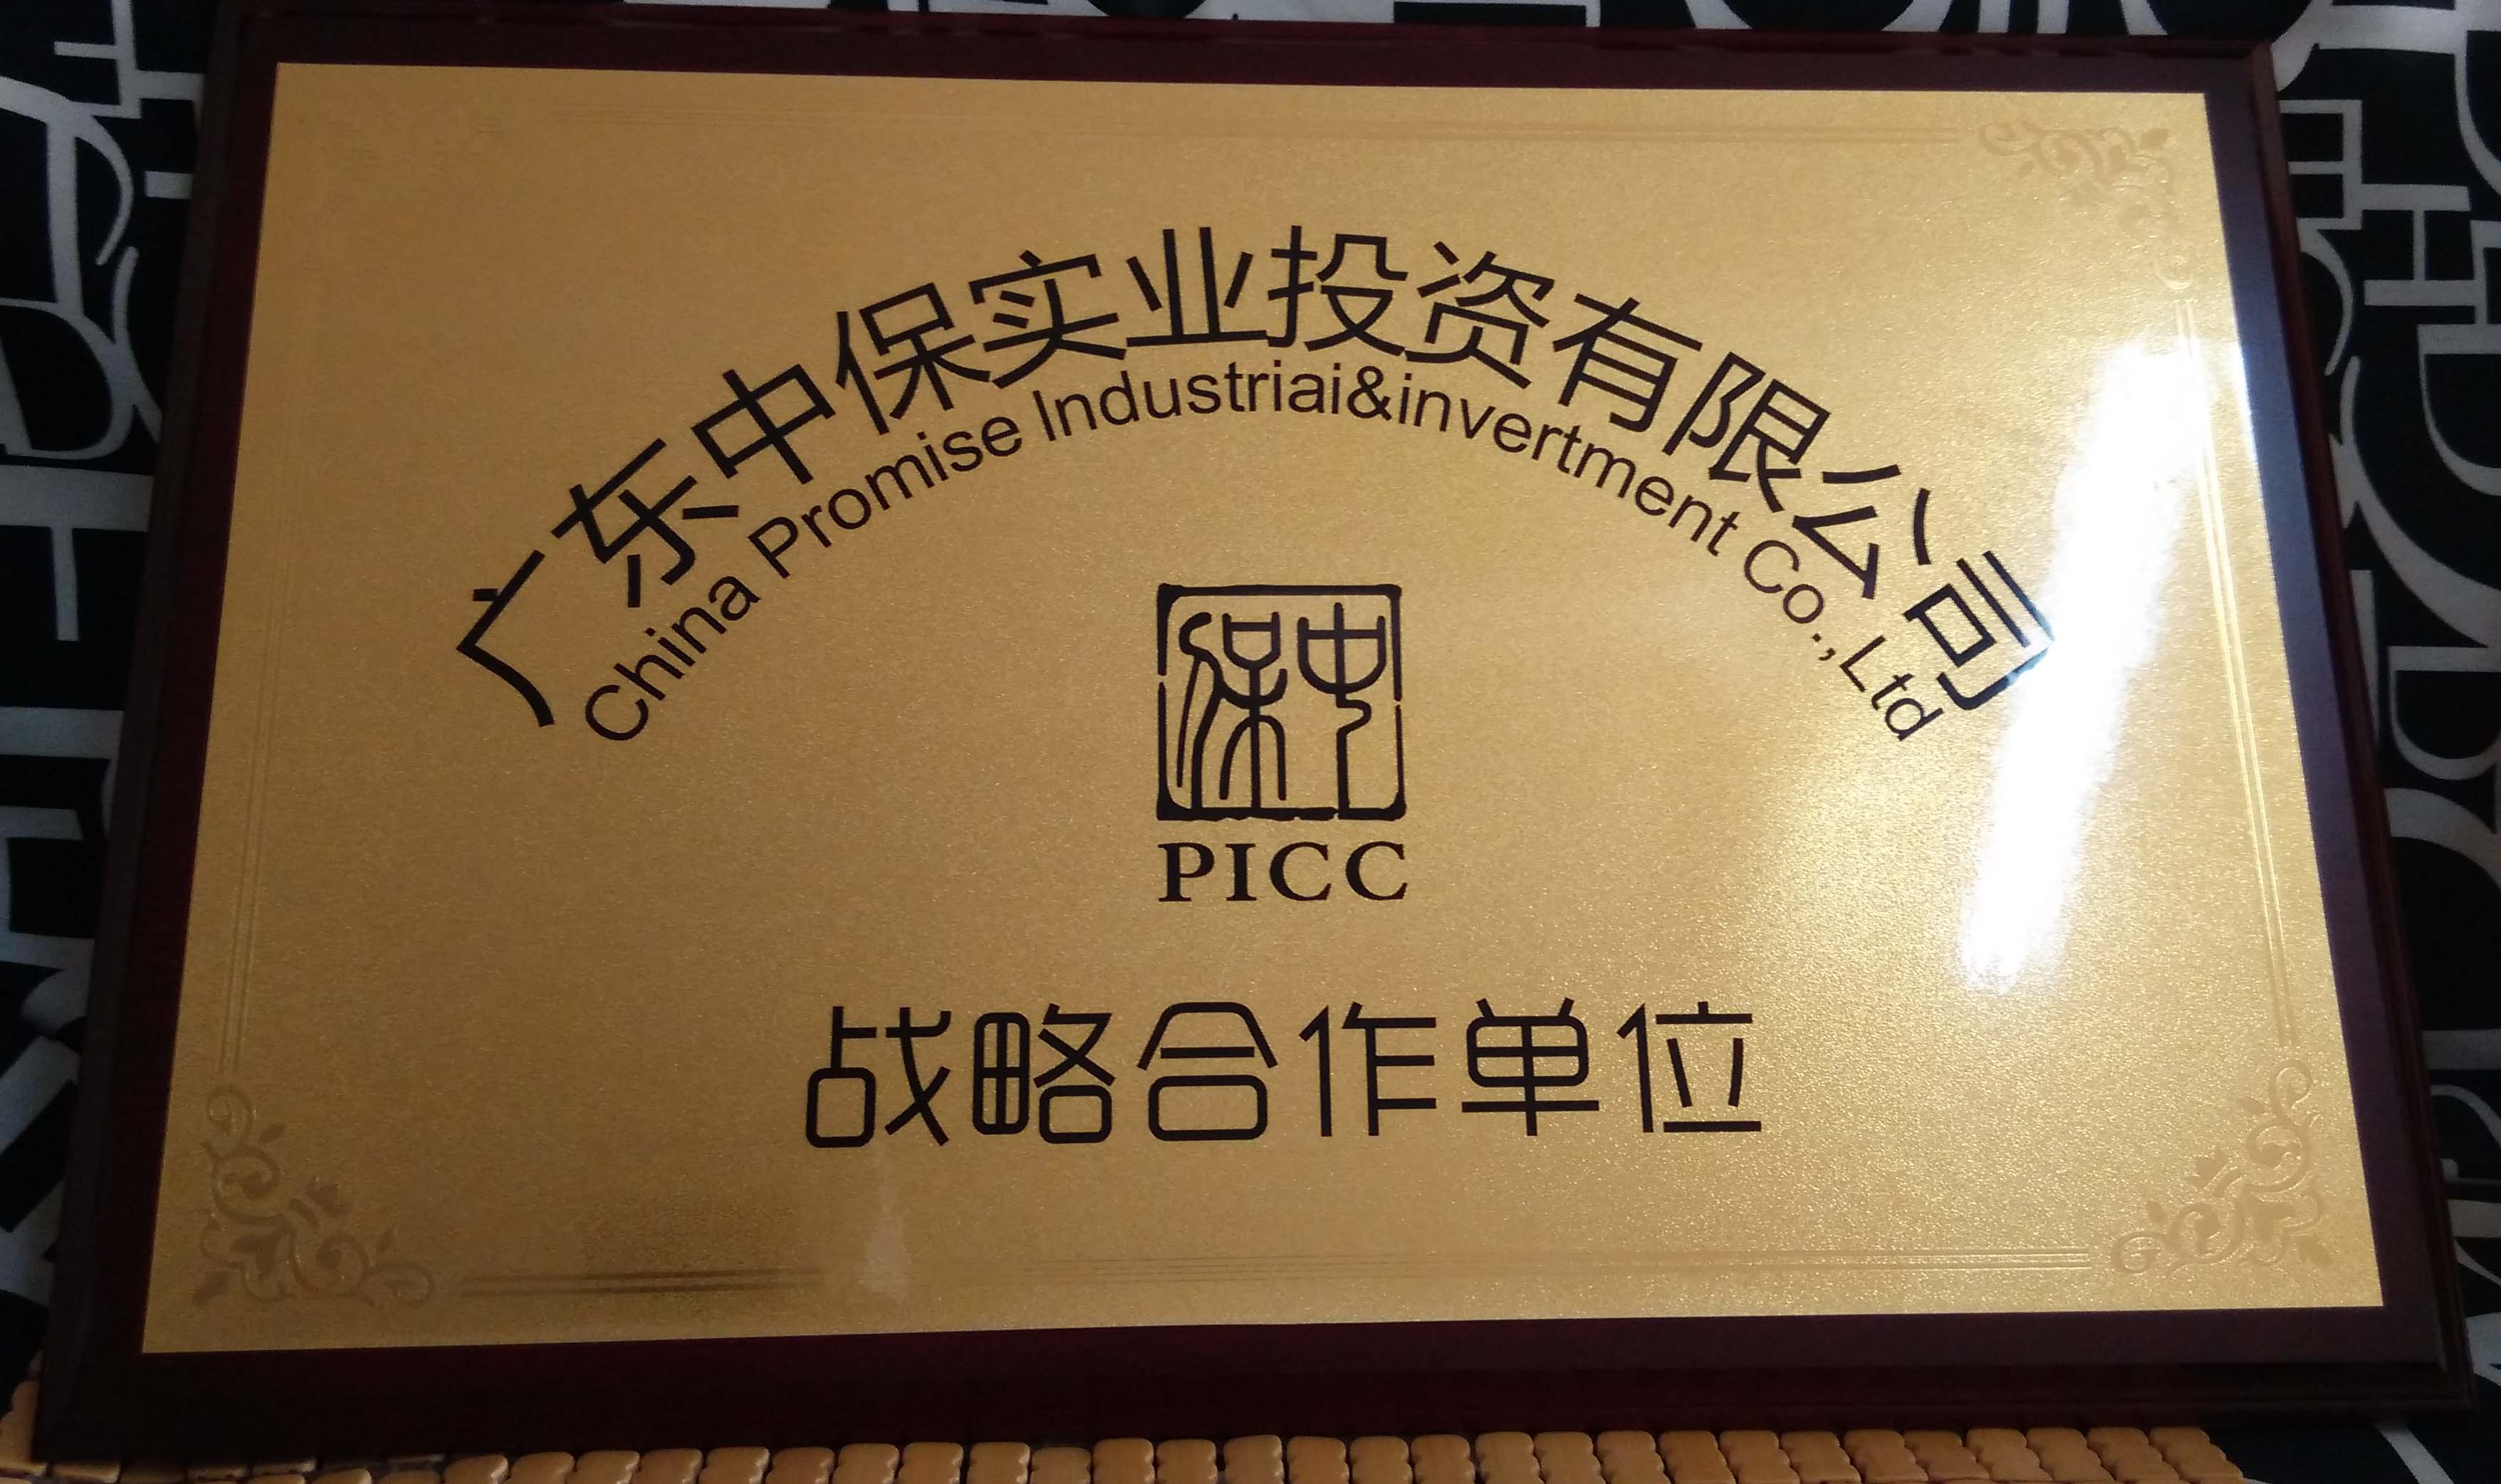 广东中保实业投资有限公司
China Promise Industriai&invertment Co.,Ltd
保中
PICC
战略合作单位